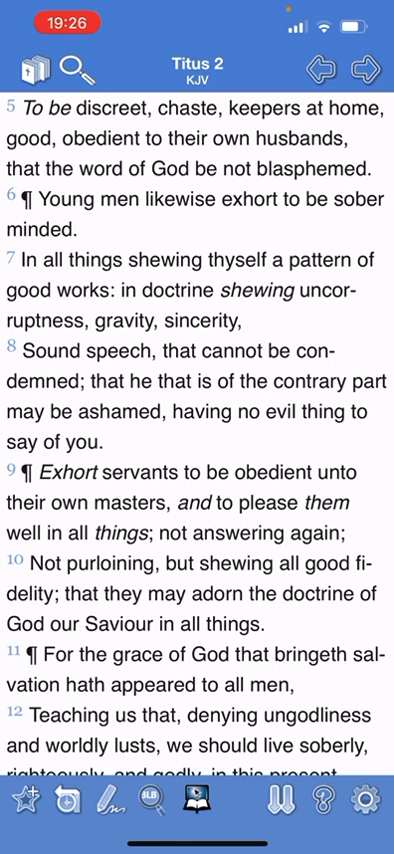 19:26
Titus 2
KJV
5 To be discreet, chaste, keepers at home,
good, obedient to their own husbands,
that the word of God be not blasphemed.
6 ¶ Young men likewise exhort to be sober
minded.
7 In all things shewing thyself a pattern of
good works: in doctrine shewing uncor-
ruptness, gravity, sincerity,
8 Sound speech, that cannot be con-
demned; that he that is of the contrary part
may be ashamed, having no evil thing to
say of you.
9 ¶ Exhort servants to be obedient unto
their own masters, and to please them
well in all things; not answering again;
10 Not purloining, but shewing all good fi-
delity; that they may adorn the doctrine of
God our Saviour in all things.
11 ¶ For the grace of God that bringeth sal-
vation hath appeared to all men,
12 Teaching us that, denying ungodliness
and worldly lusts, we should live soberly,
righteously, and godly, in this present
3LB